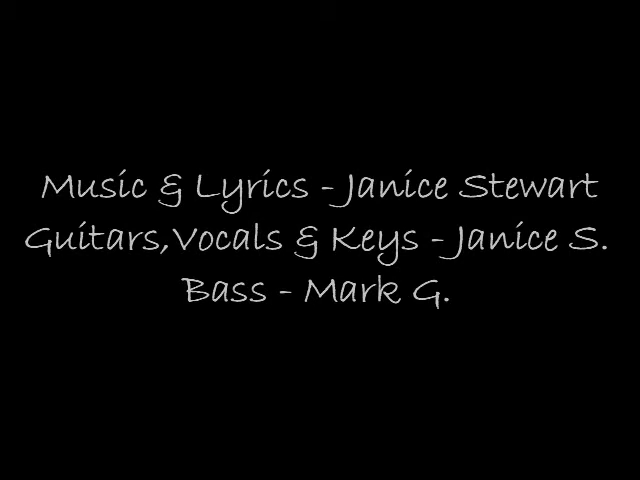 Music & Lyrics - Janice Stewart
Guitars,Vocals & Keys - Janice S.
Bass - Mark G.